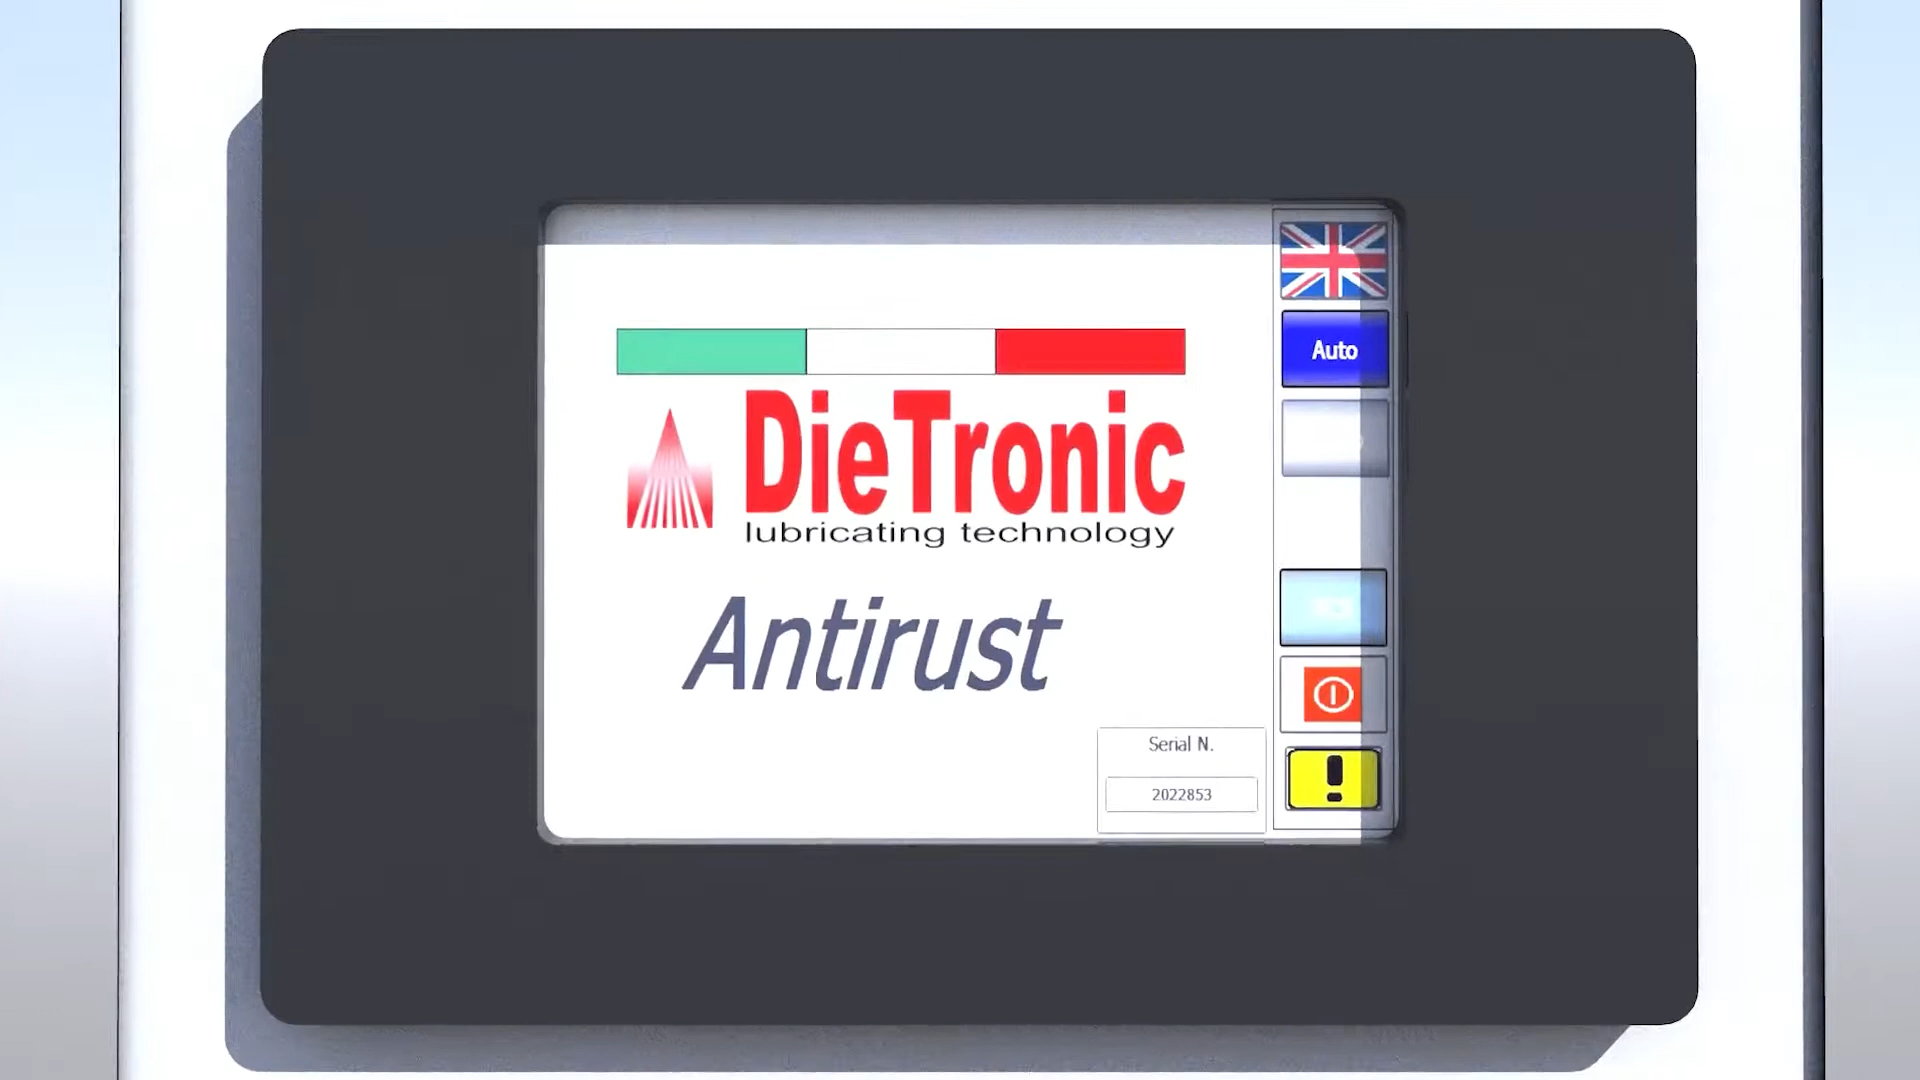 DieTronic
lubricating technology
Antirust
Serial N.
2022853
Auto